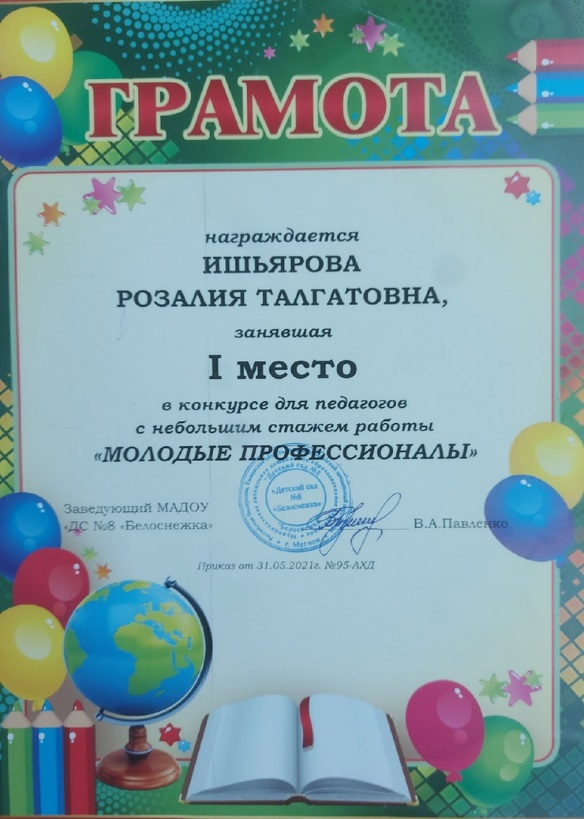 ГРАМОТА
награждается
ИШЬЯРОВА
РОЗАЛИЯ ТАЛГАТОВНА,
занявшая
I место
в конкурсе для педагогов
с небольшим стажем работы
«МОЛОДЫЕ ПРОФЕССИОНАЛЫ»
«Детский сад
№8
«Белоснежка»
Заведующий МАДОУ
«ДС №8 «Белоснежка»
В.А.Павленко
Приказ от 31.05.2021г. №95-АХД